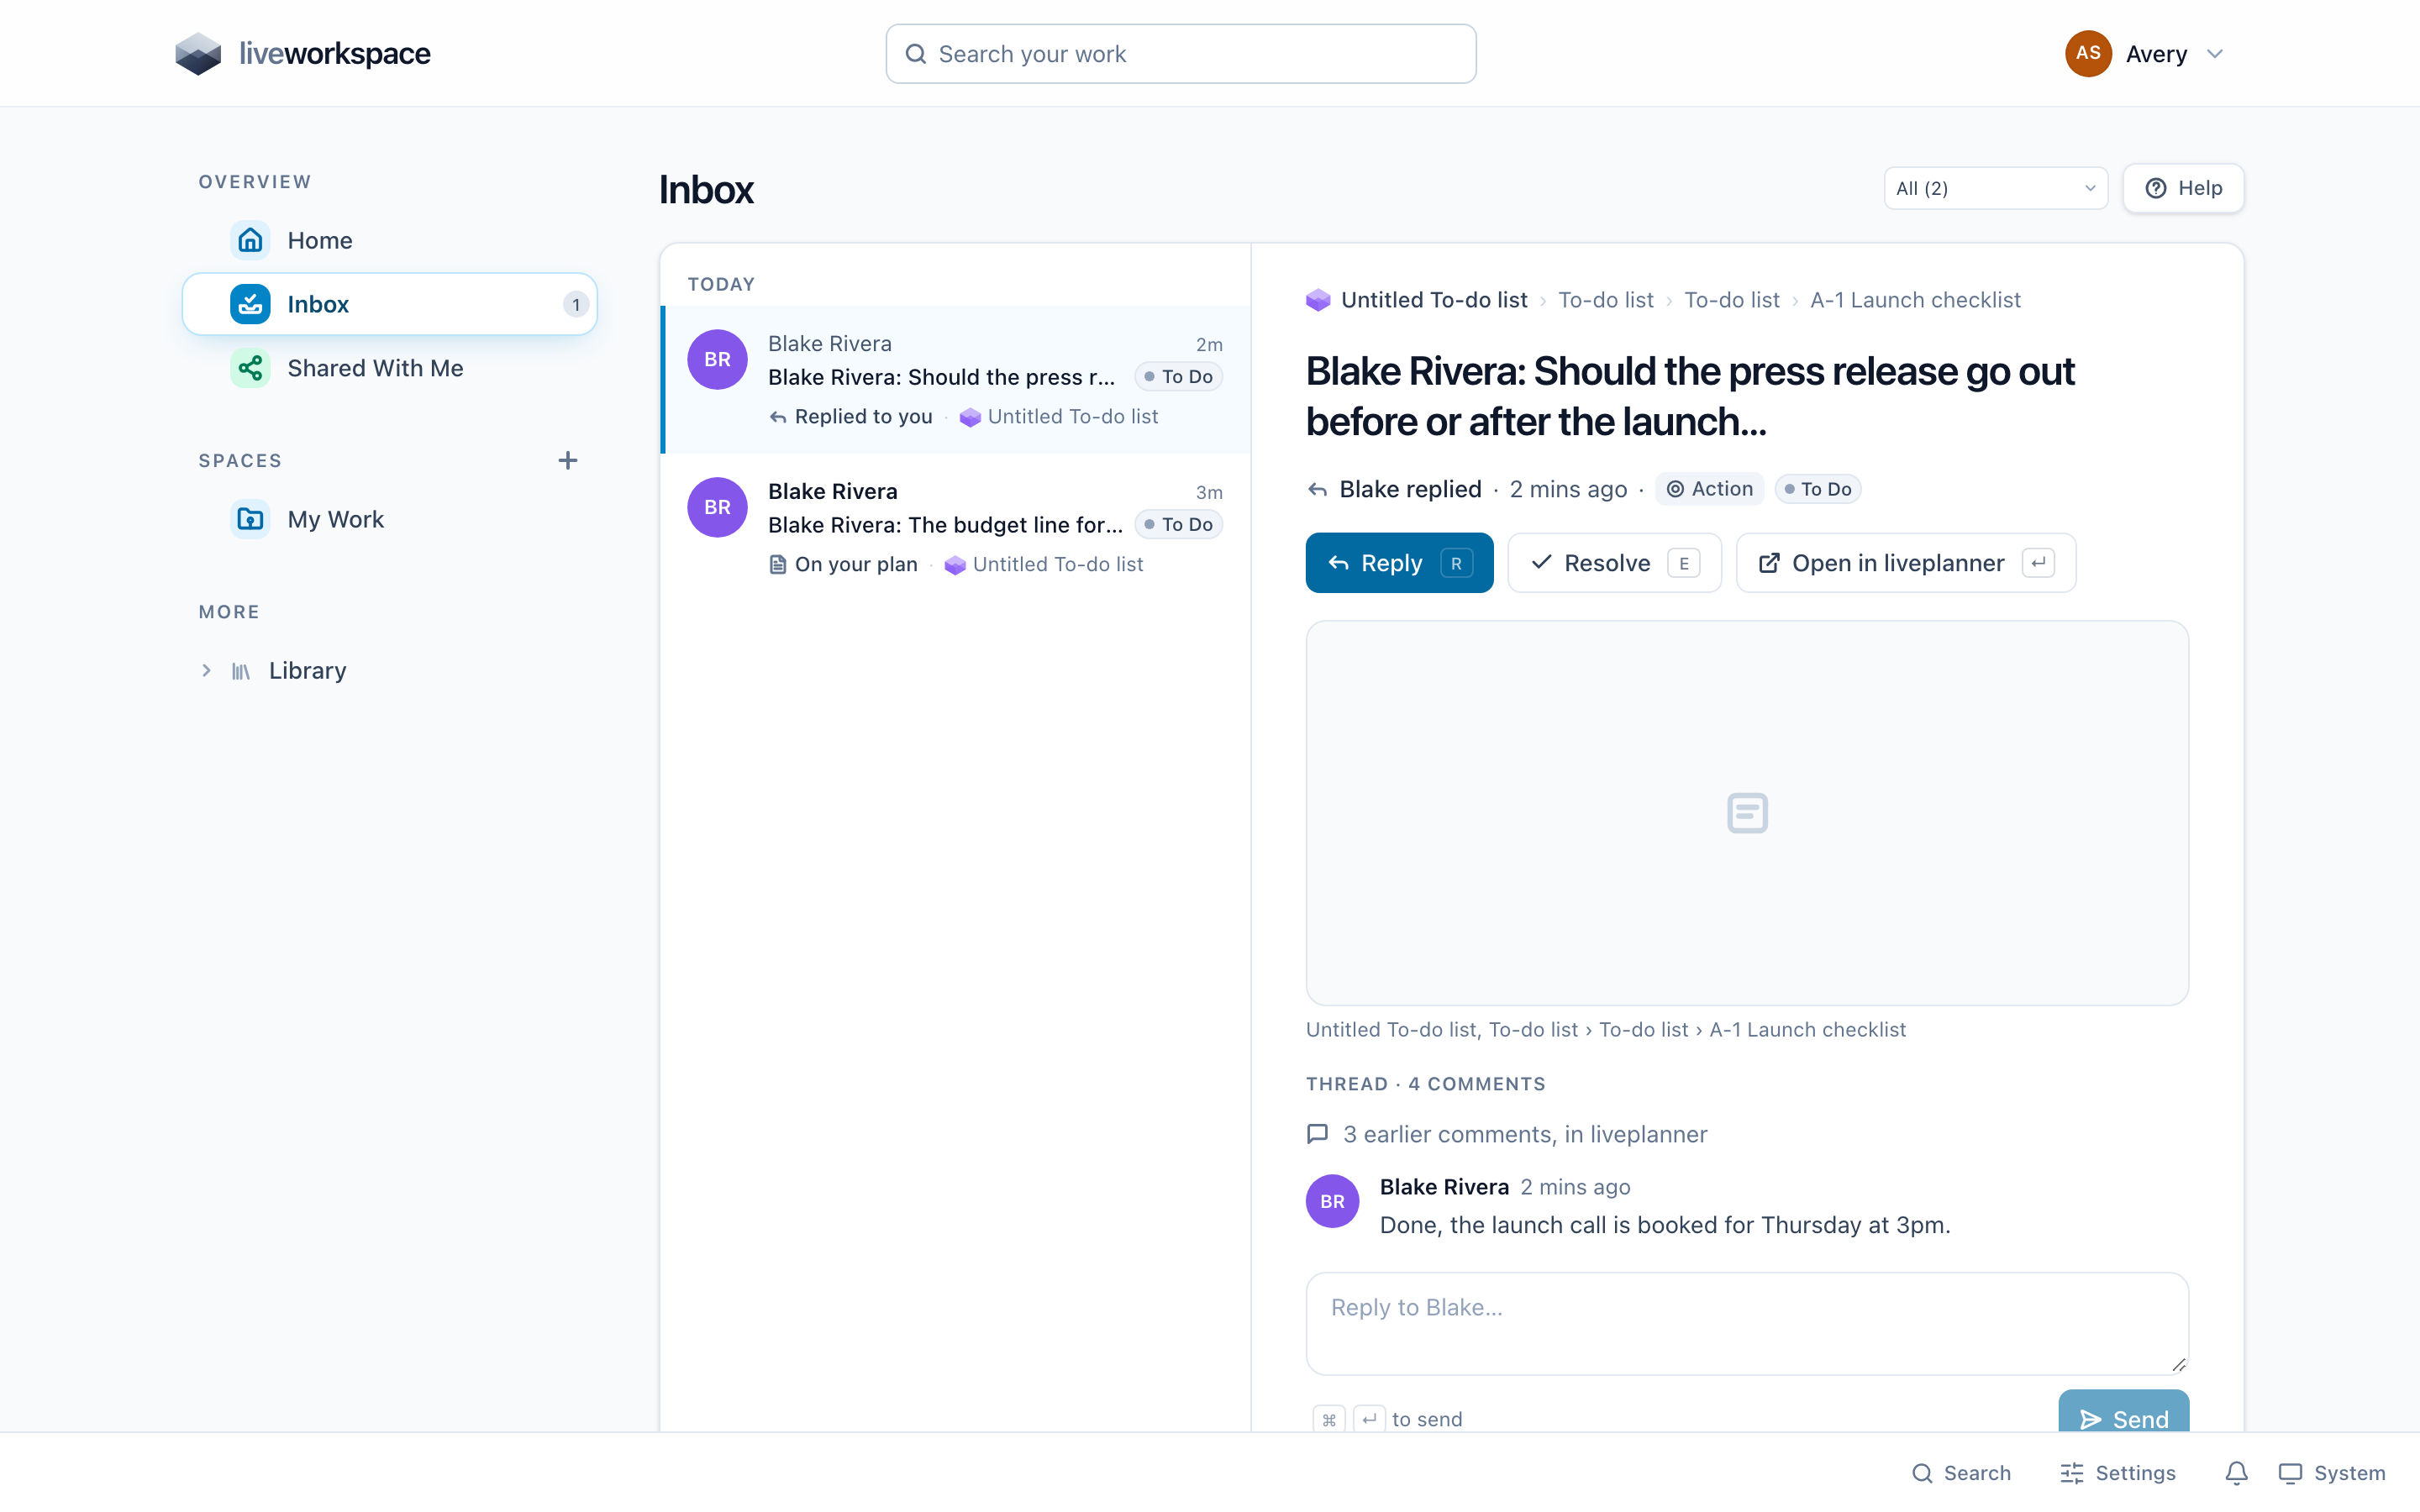 liveworkspace
Search your work
AS Avery
OVERVIEW
Home
Inbox 1
Shared With Me
SPACES
My Work
MORE
Library
Inbox
All (2)
Help
TODAY
BR
Blake Rivera 2m
Blake Rivera: Should the press r... To Do
Replied to you · Untitled To-do list
BR
Blake Rivera 3m
Blake Rivera: The budget line for... To Do
On your plan · Untitled To-do list
Untitled To-do list › To-do list › To-do list › A-1 Launch checklist
Blake Rivera: Should the press release go out
before or after the launch...
Blake replied · 2 mins ago · Action To Do
Reply R
Resolve E
Open in liveplanner ↵
Untitled To-do list, To-do list › To-do list › A-1 Launch checklist
THREAD · 4 COMMENTS
3 earlier comments, in liveplanner
BR
Blake Rivera 2 mins ago
Done, the launch call is booked for Thursday at 3pm.
Reply to Blake...
⌘ ↵ to send
Send
Search
Settings
System